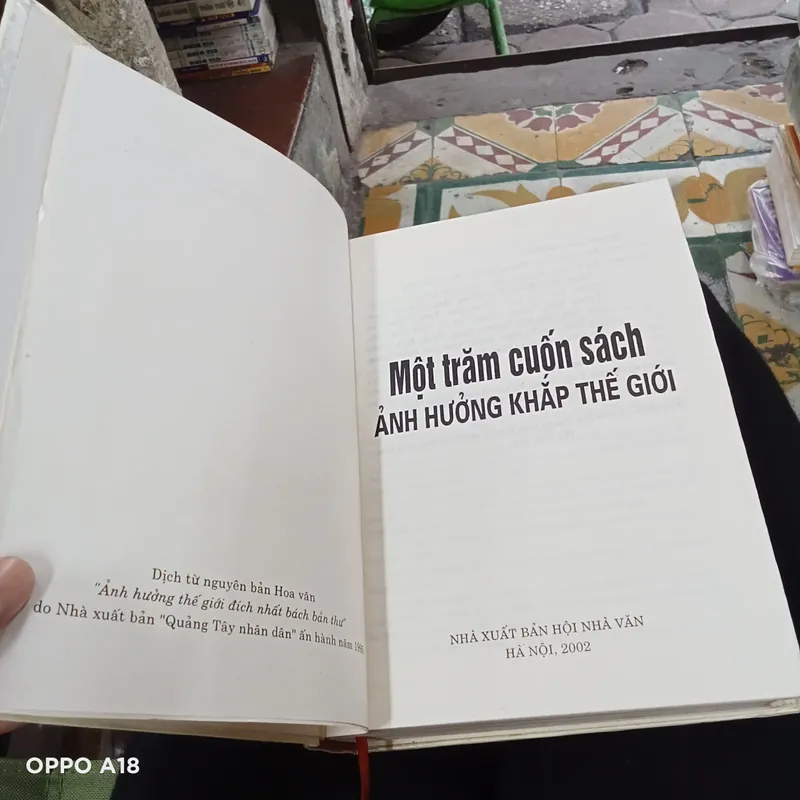 Dịch từ nguyên bản Hoa văn
"Ảnh hưởng thế giới đích nhất bách bản thư"
do Nhà xuất bản "Quảng Tây nhân dân" ấn hành năm
Một trăm cuốn sách
ẢNH HƯỞNG KHẮP THẾ GIỚI
NHÀ XUẤT BẢN HỘI NHÀ VĂN
HÀ NỘI, 2002
OPPO A18